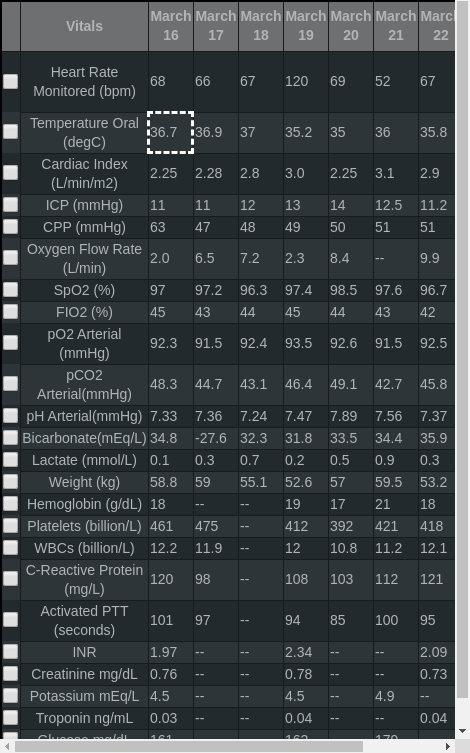 Vitals March 16 March 17 March 18 March 19 March 20 March 21 March 22
Heart Rate Monitored (bpm) 68 66 67 120 69 52 67
Temperature Oral (degC) 36.7 36.9 37 35.2 35 36 35.8
Cardiac Index (L/min/m2) 2.25 2.28 2.8 3.0 2.25 3.1 2.9
ICP (mmHg) 11 11 12 13 14 12.5 11.2
CPP (mmHg) 63 47 48 49 50 51 51
Oxygen Flow Rate (L/min) 2.0 6.5 7.2 2.3 8.4 -- 9.9
SpO2 (%) 97 97.2 96.3 97.4 98.5 97.6 96.7
FIO2 (%) 45 43 44 45 44 43 42
pO2 Arterial (mmHg) 92.3 91.5 92.4 93.5 92.6 91.5 92.5
pCO2 Arterial(mmHg) 48.3 44.7 43.1 46.4 49.1 42.7 45.8
pH Arterial(mmHg) 7.33 7.36 7.24 7.47 7.89 7.56 7.37
Bicarbonate(mEq/L) 34.8 -27.6 32.3 31.8 33.5 34.4 35.9
Lactate (mmol/L) 0.1 0.3 0.7 0.2 0.5 0.9 0.3
Weight (kg) 58.8 59 55.1 52.6 57 59.5 53.2
Hemoglobin (g/dL) 18 -- -- 19 17 21 18
Platelets (billion/L) 461 475 -- 412 392 421 418
WBCs (billion/L) 12.2 11.9 -- 12 10.8 11.2 12.1
C-Reactive Protein (mg/L) 120 98 -- 108 103 112 121
Activated PTT (seconds) 101 97 -- 94 85 100 95
INR 1.97 -- -- 2.34 -- -- 2.09
Creatinine mg/dL 0.76 -- -- 0.78 -- -- 0.73
Potassium mEq/L 4.5 -- -- 4.5 -- 4.9 --
Troponin ng/mL 0.03 -- -- 0.04 -- -- 0.04